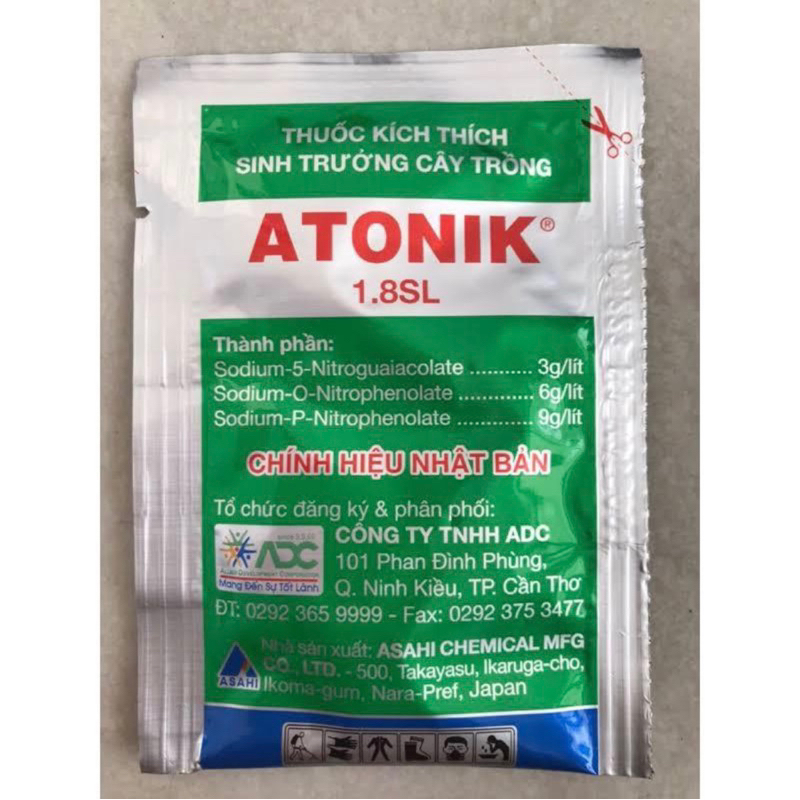 THUỐC KÍCH THÍCH
SINH TRƯỞNG CÂY TRỒNG
ATONIK®
1.8SL
Thành phần:
Sodium-5-Nitroguaiacolate ........... 3g/lít
Sodium-O-Nitrophenolate ............. 6g/lít
Sodium-P-Nitrophenolate ............. 9g/lít
CHÍNH HIỆU NHẬT BẢN
Tổ chức đăng ký & phân phối:
ADC
Mang Đến Sự Tốt Lành
CÔNG TY TNHH ADC
101 Phan Đình Phùng,
Q. Ninh Kiều, TP. Cần Thơ
ĐT: 0292 365 9999 - Fax: 0292 375 3477
ASAHI
Nhà sản xuất: ASAHI CHEMICAL MFG
CO., LTD. - 500, Takayasu, Ikaruga-cho,
Ikoma-gum, Nara-Pref, Japan